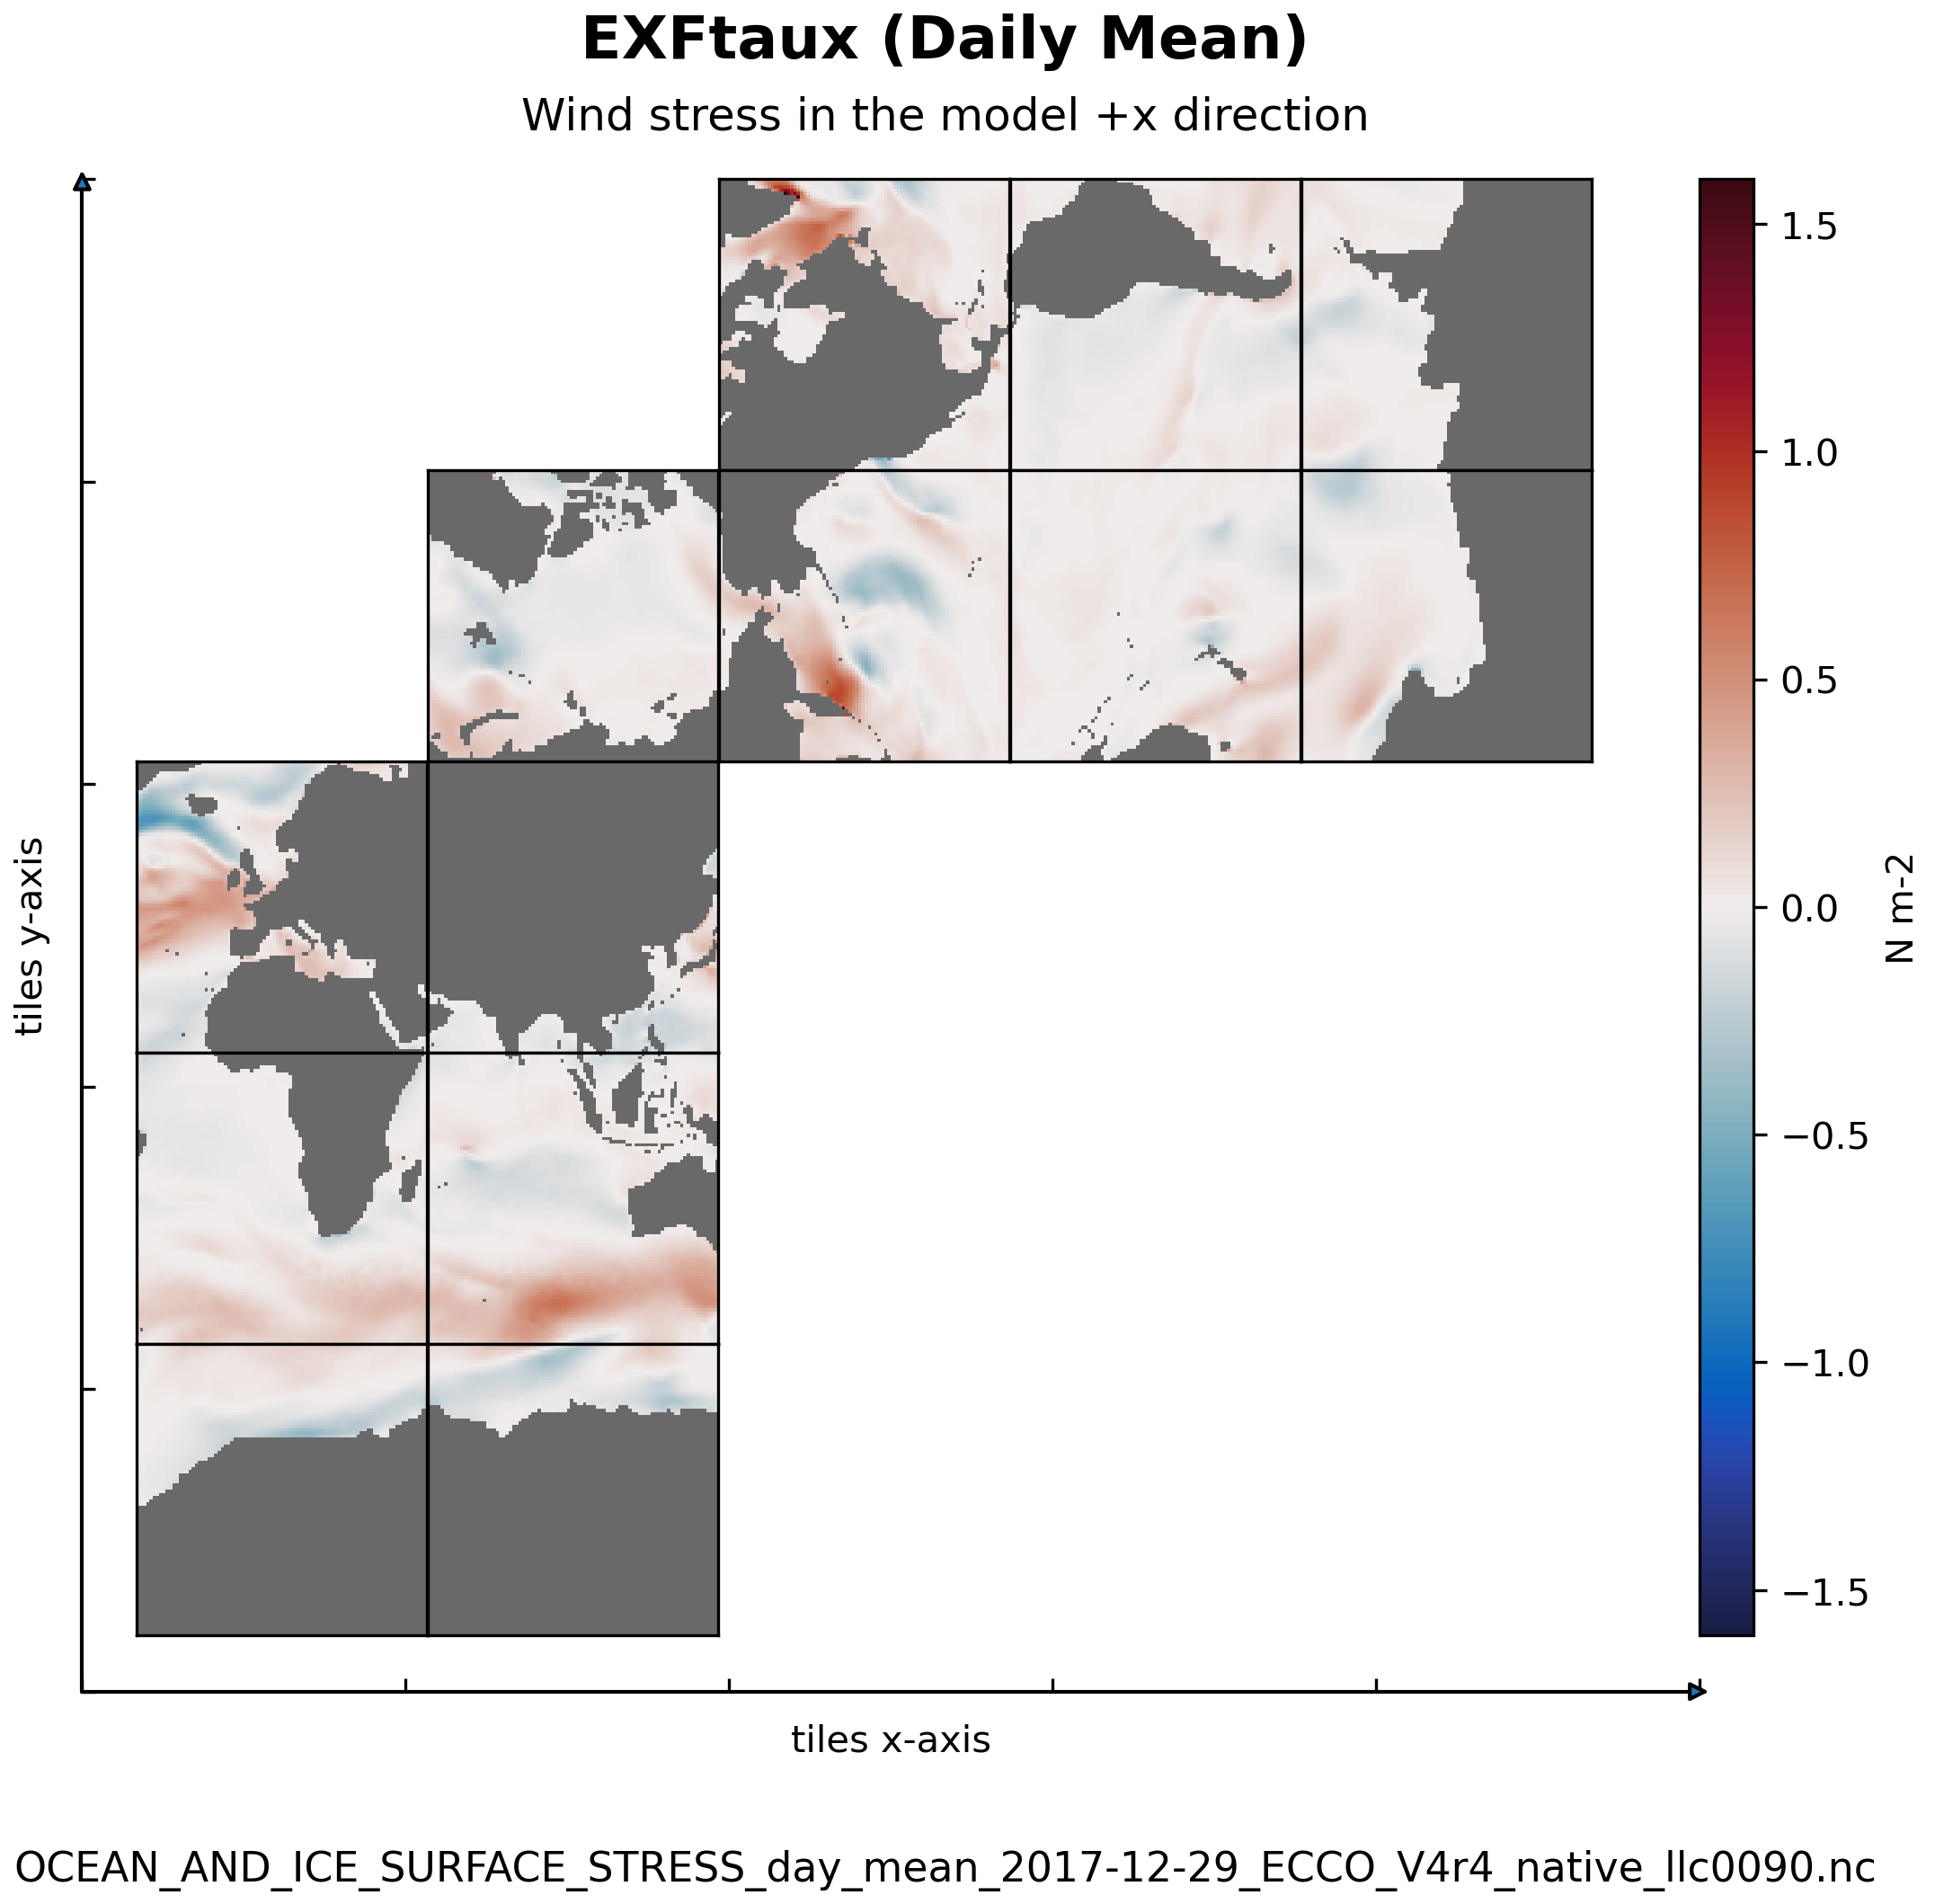 EXFtaux (Daily Mean)
Wind stress in the model +x direction
1.5
1.0
0.5
0.0
−0.5
−1.0
−1.5
N m-2
tiles y-axis
tiles x-axis
OCEAN_AND_ICE_SURFACE_STRESS_day_mean_2017-12-29_ECCO_V4r4_native_llc0090.nc